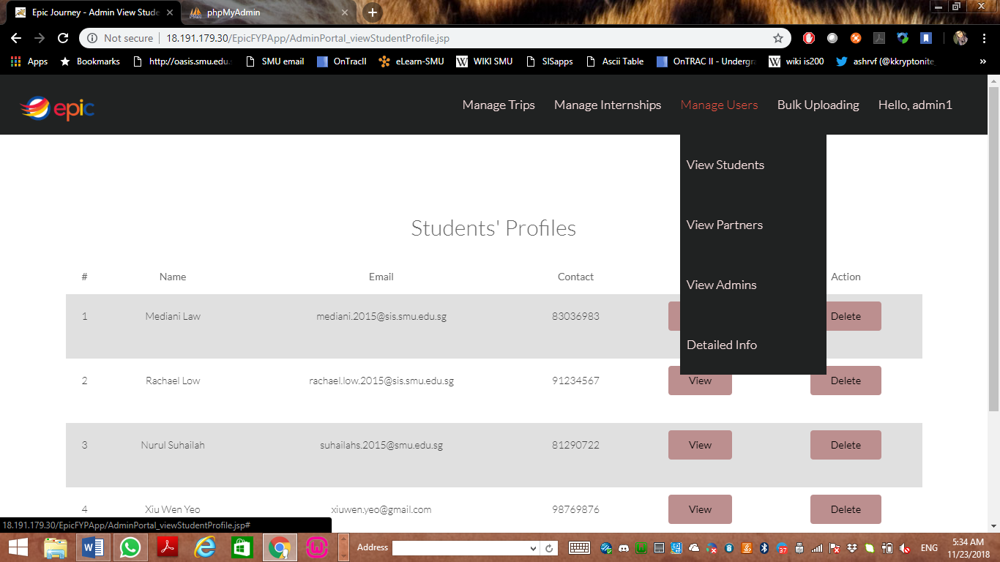 Epic Journey - Admin View Stude
phpMyAdmin
Not secure 18.191.179.30/EpicFYPApp/AdminPortal_viewStudentProfile.jsp
Apps Bookmarks http://oasis.smu.edu. SMU email OnTracII eLearn-SMU WIKI SMU SISapps Ascii Table OnTRAC II - Undergra wiki is200 ashrvf (@kkryptonite »
epic
Manage Trips Manage Internships Manage Users Bulk Uploading Hello, admin1
View Students
View Partners
View Admins
Detailed Info
Students' Profiles
# Name Email Contact Action
1 Mediani Law mediani.2015@sis.smu.edu.sg 83036983 Delete
2 Rachael Low rachael.low.2015@sis.smu.edu.sg 91234567 View Delete
3 Nurul Suhailah suhailahs.2015@smu.edu.sg 81290722 View Delete
4 Xiu Wen Yeo xiuwen.yeo@gmail.com 98769876 View Delete
18.191.179.30/EpicFYPApp/AdminPortal_viewStudentProfile.jsp#
Address
37
ENG
5:34 AM
11/23/2018